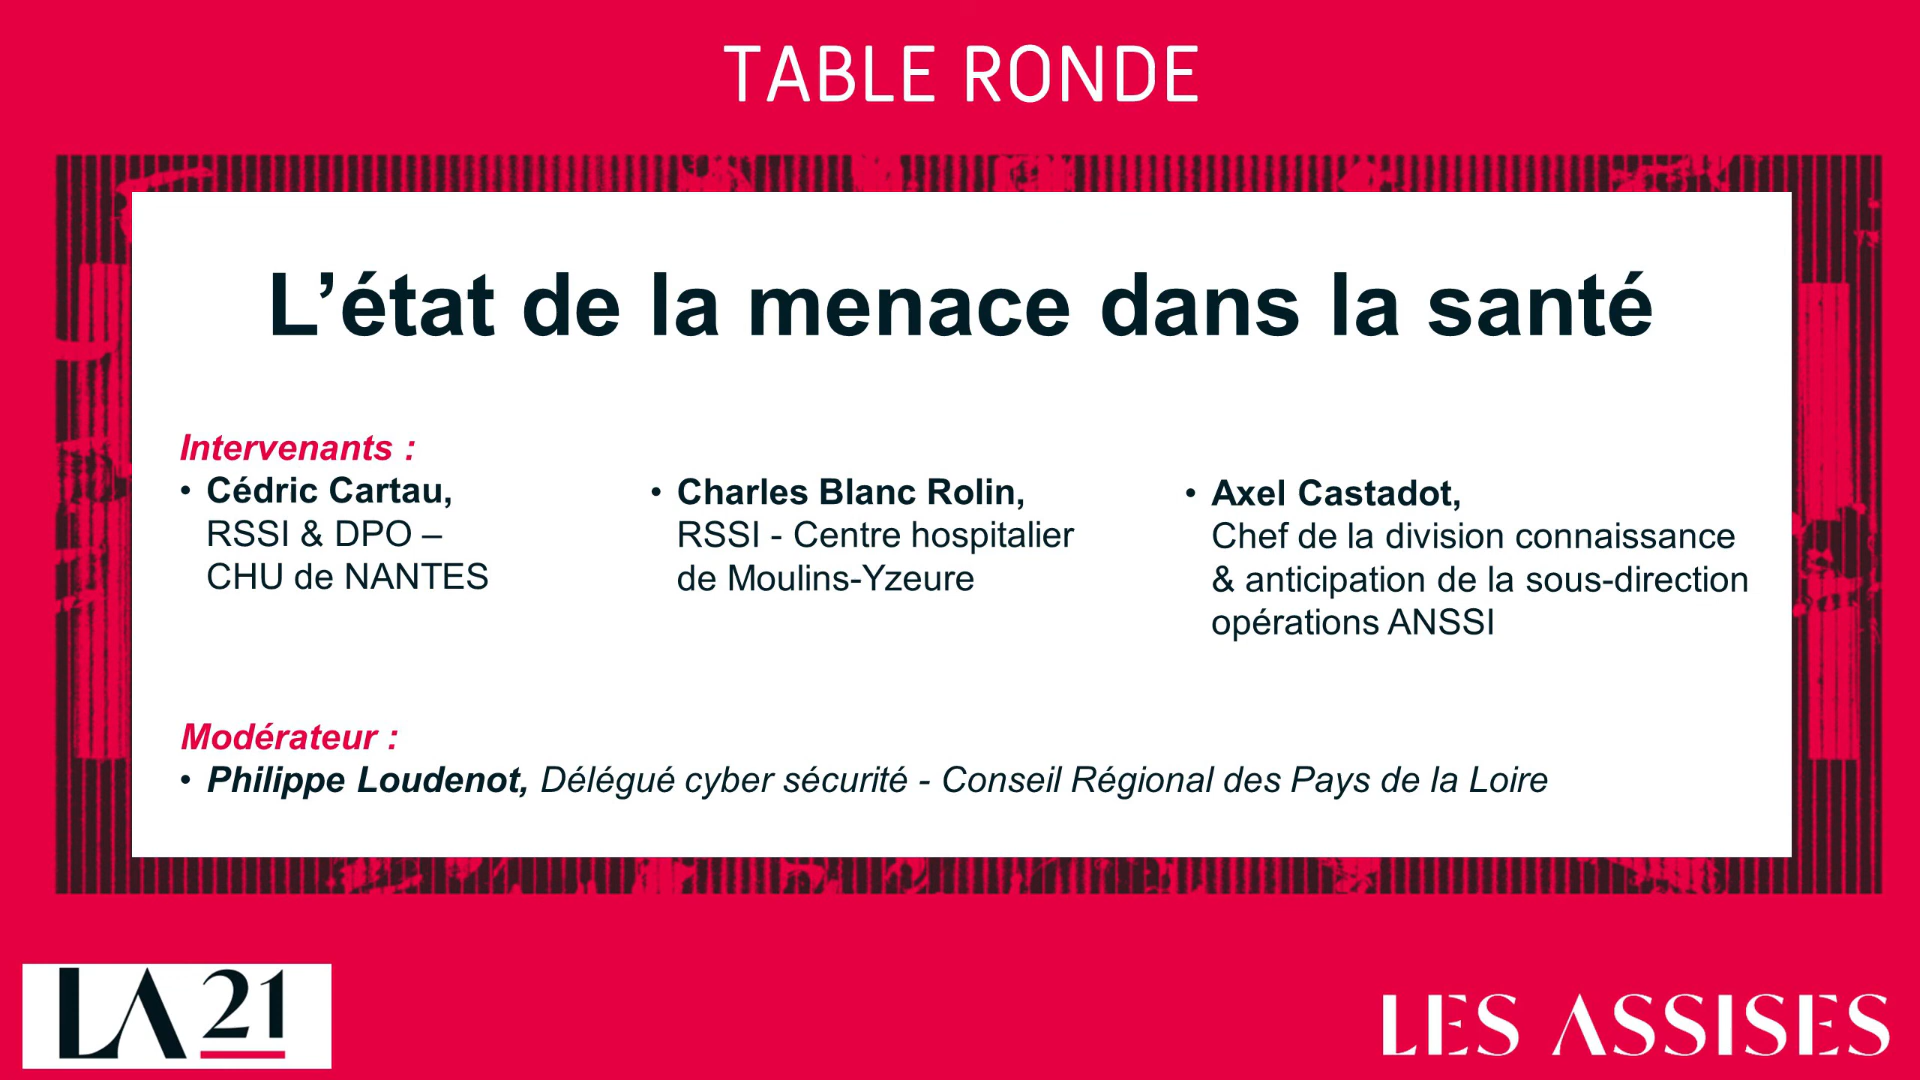 TABLE RONDE
L’état de la menace dans la santé
Intervenants :
• Cédric Cartau,
RSSI & DPO –
CHU de NANTES
• Charles Blanc Rolin,
RSSI - Centre hospitalier
de Moulins-Yzeure
• Axel Castadot,
Chef de la division connaissance
& anticipation de la sous-direction
opérations ANSSI
Modérateur :
• Philippe Loudenot, Délégué cyber sécurité - Conseil Régional des Pays de la Loire
LA 21
LES ASSISES